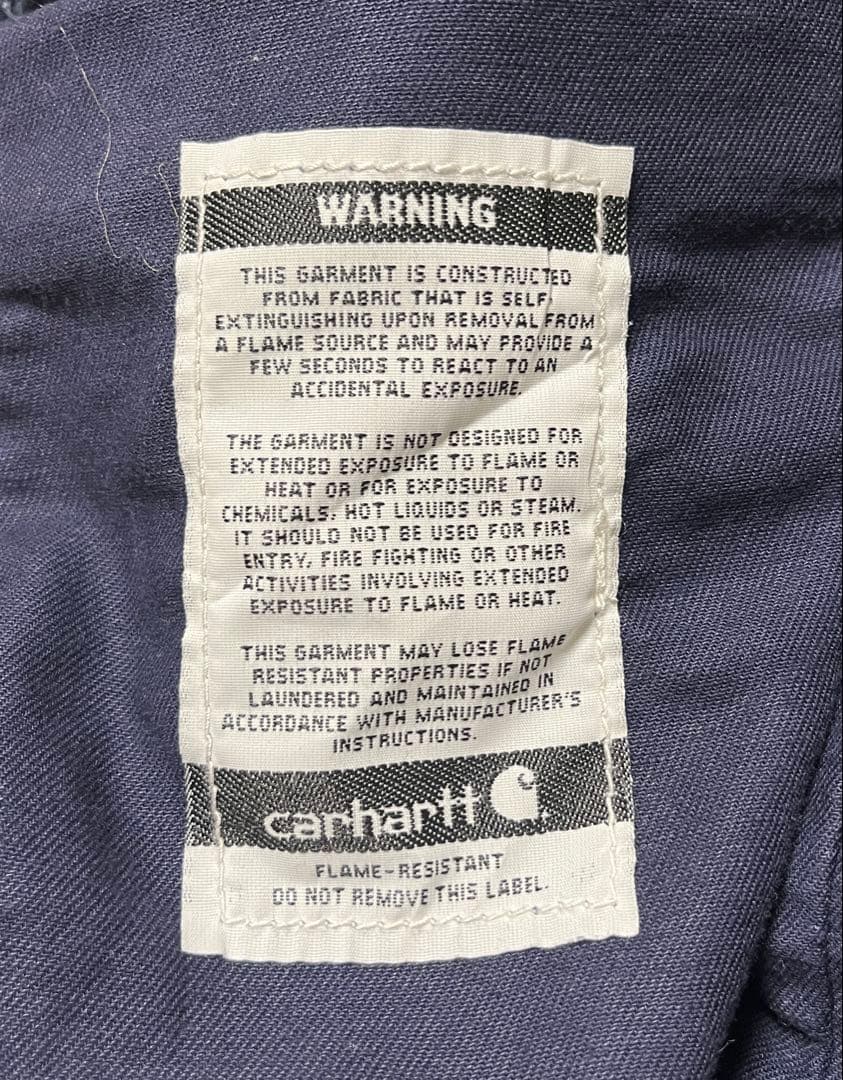 WARNING
THIS GARMENT IS CONSTRUCTED
FROM FABRIC THAT IS SELF-
EXTINGUISHING UPON REMOVAL FROM
A FLAME SOURCE AND MAY PROVIDE A
FEW SECONDS TO REACT TO AN
ACCIDENTAL EXPOSURE.
THE GARMENT IS NOT DESIGNED FOR
EXTENDED EXPOSURE TO FLAME OR
HEAT OR FOR EXPOSURE TO
CHEMICALS, HOT LIQUIDS OR STEAM.
IT SHOULD NOT BE USED FOR FIRE
ENTRY, FIRE FIGHTING OR OTHER
ACTIVITIES INVOLVING EXTENDED
EXPOSURE TO FLAME OR HEAT.
THIS GARMENT MAY LOSE FLAME
RESISTANT PROPERTIES IF NOT
LAUNDERED AND MAINTAINED IN
ACCORDANCE WITH MANUFACTURER'S
INSTRUCTIONS.
carhartt
FLAME-RESISTANT
DO NOT REMOVE THIS LABEL.